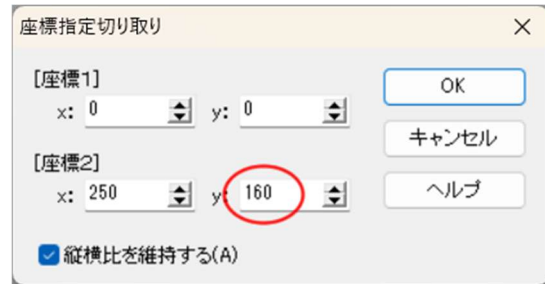 座標指定切り取り
[座標1]
x: 0 y: 0
[座標2]
x: 250 y: 160
縦横比を維持する(A)
OK
キャンセル
ヘルプ